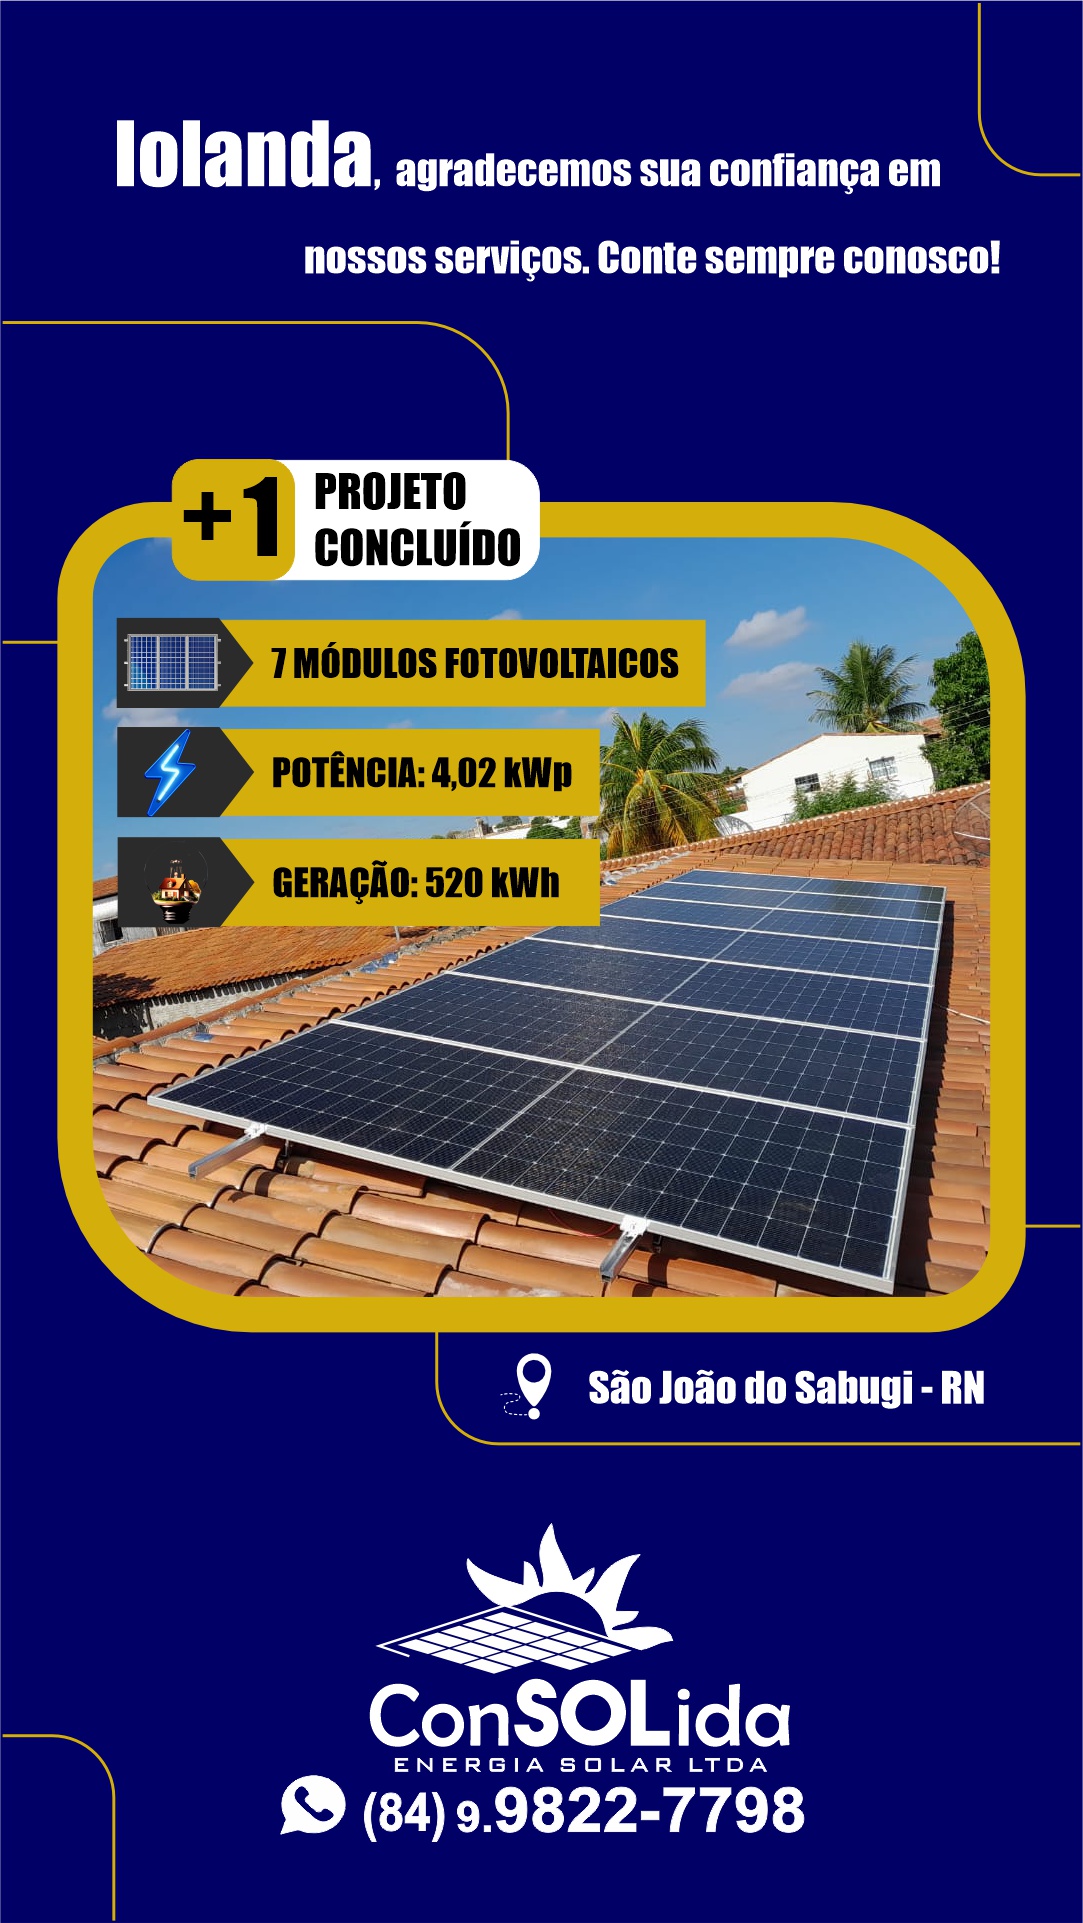 Iolanda, agradecemos sua confiança em
nossos serviços. Conte sempre conosco!
+1 PROJETO
CONCLUÍDO
7 MÓDULOS FOTOVOLTAICOS
POTÊNCIA: 4,02 kWp
GERAÇÃO: 520 kWh
São João do Sabugi - RN
ConSOLida
ENERGIA SOLAR LTDA
(84) 9.9822-7798